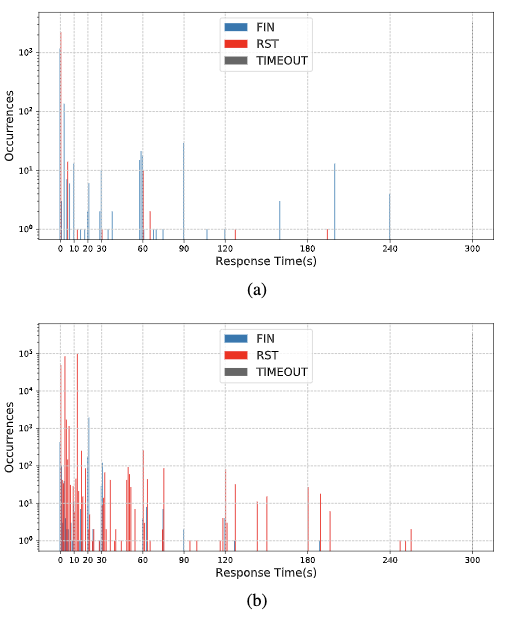 FIN
RST
TIMEOUT
10³
10²
10¹
10⁰
Occurrences
0 10 20 30 60 90 120 180 240 300
Response Time(s)
(a)
FIN
RST
TIMEOUT
10⁵
10⁴
10³
10²
10¹
10⁰
Occurrences
0 10 20 30 60 90 120 180 240 300
Response Time(s)
(b)